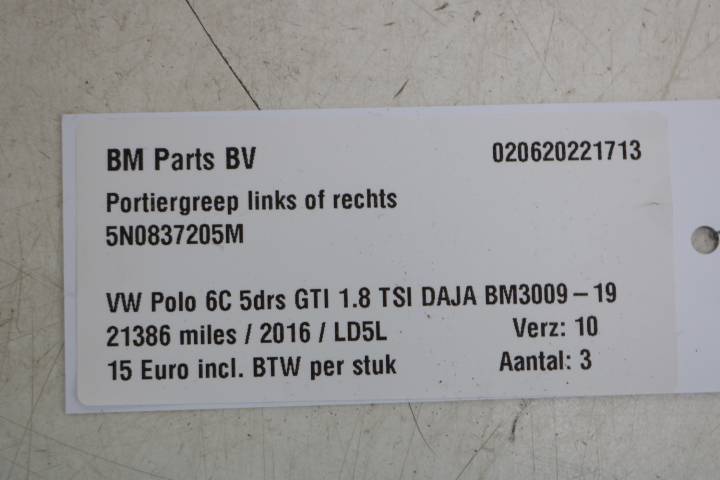 BM Parts BV 020620221713
Portiergreep links of rechts
5N0837205M
VW Polo 6C 5drs GTI 1.8 TSI DAJA BM3009 – 19
21386 miles / 2016 / LD5L Verz: 10
15 Euro incl. BTW per stuk Aantal: 3